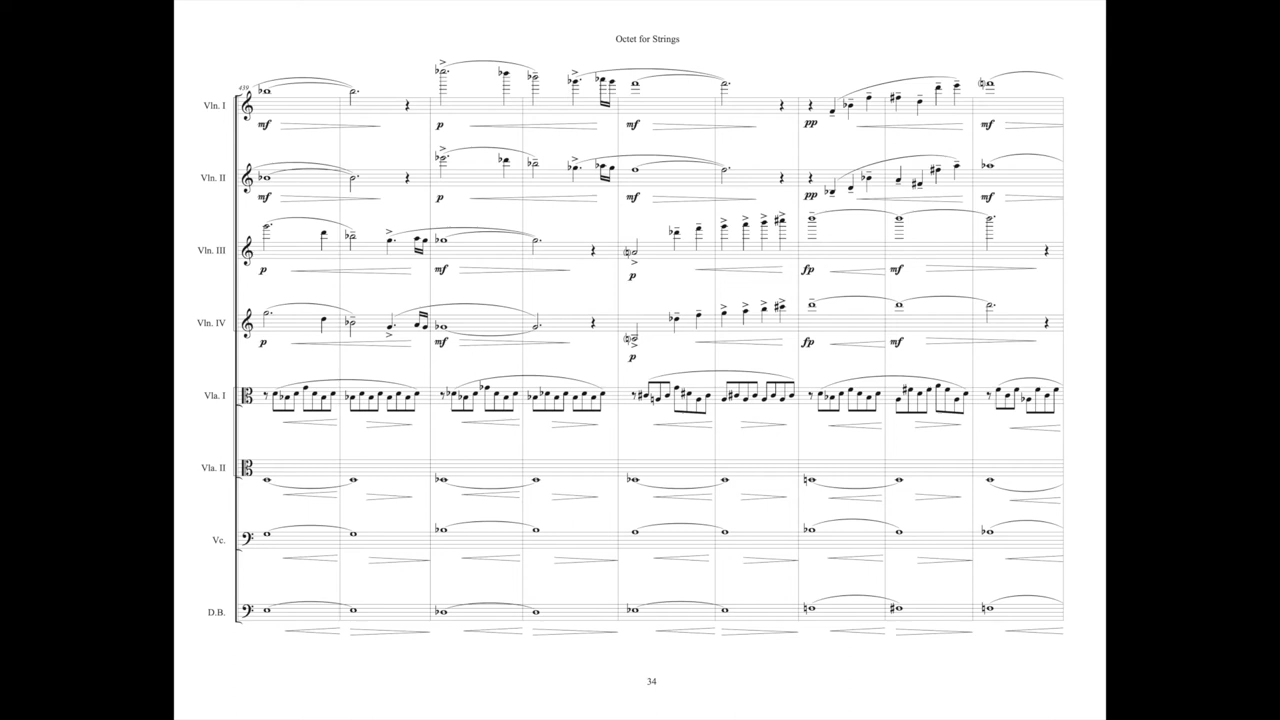 Octet for Strings
439
Vln. I
mf p mf pp mf
Vln. II
mf p mf pp mf
Vln. III
p mf p fp mf
Vln. IV
p mf p fp mf
Vla. I
Vla. II
Vc.
D.B.
34